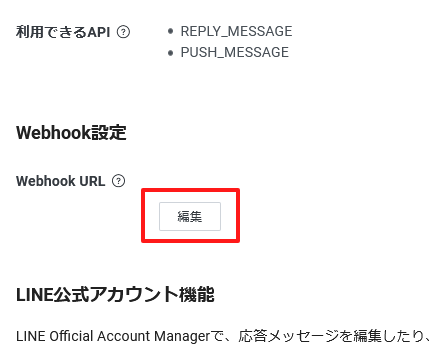 利用できるAPI ?
• REPLY_MESSAGE
• PUSH_MESSAGE
Webhook設定
Webhook URL ?
編集
LINE公式アカウント機能
LINE Official Account Managerで、応答メッセージを編集したり、